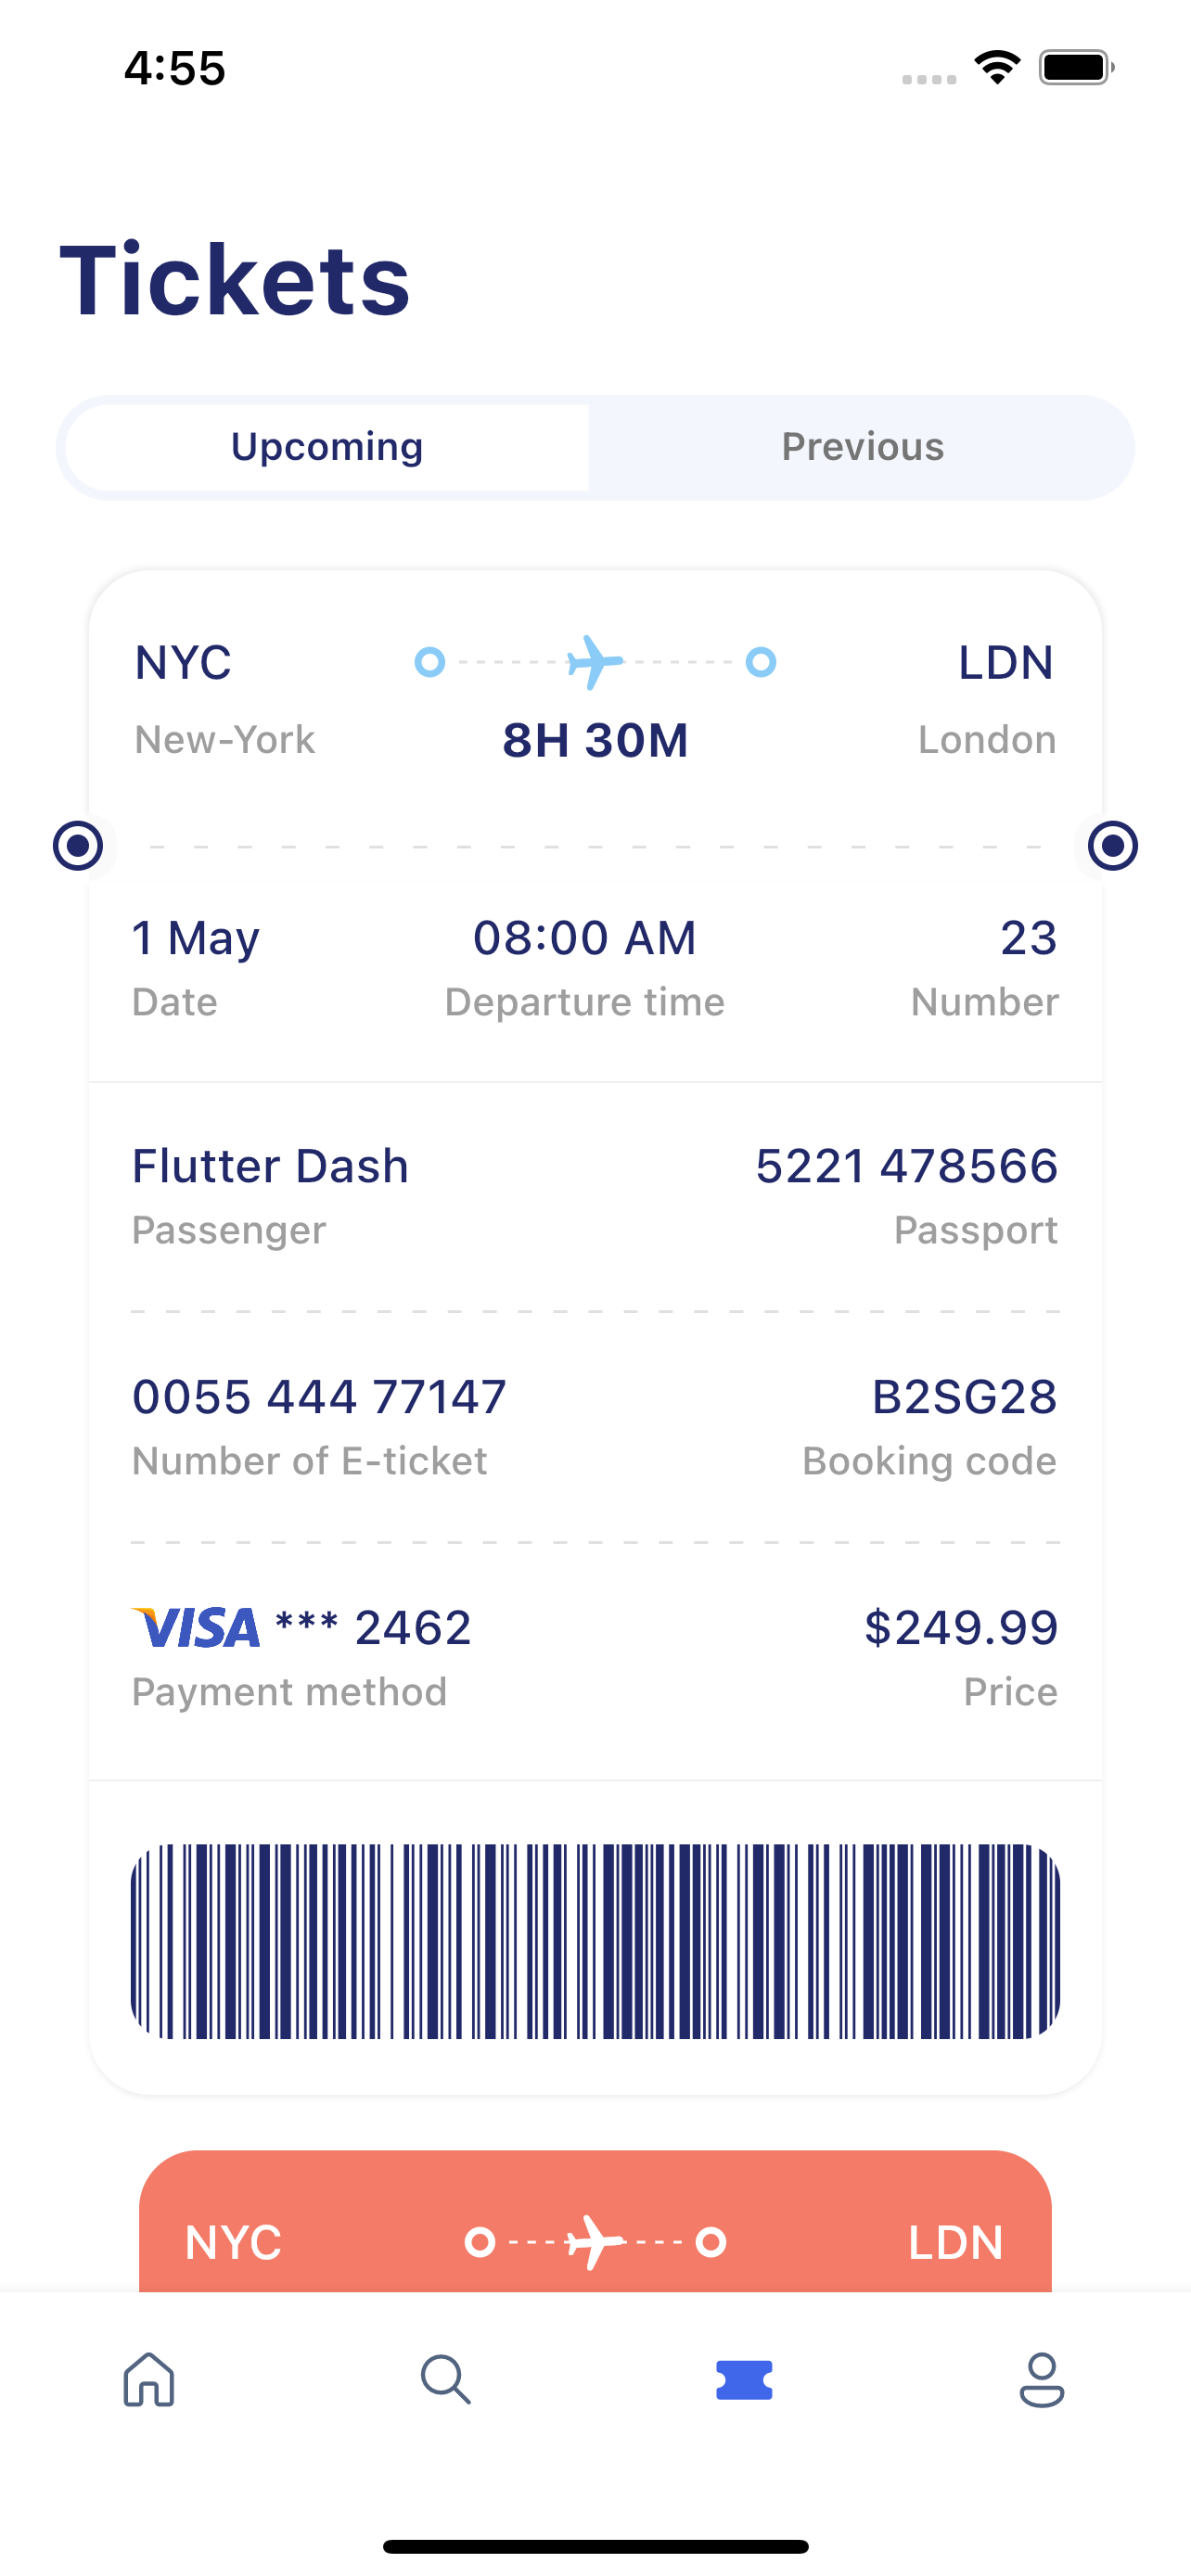 4:55
Tickets
Upcoming Previous
NYC LDN
New-York 8H 30M London
1 May 08:00 AM 23
Date Departure time Number
Flutter Dash 5221 478566
Passenger Passport
0055 444 77147 B2SG28
Number of E-ticket Booking code
VISA *** 2462 $249.99
Payment method Price
NYC LDN